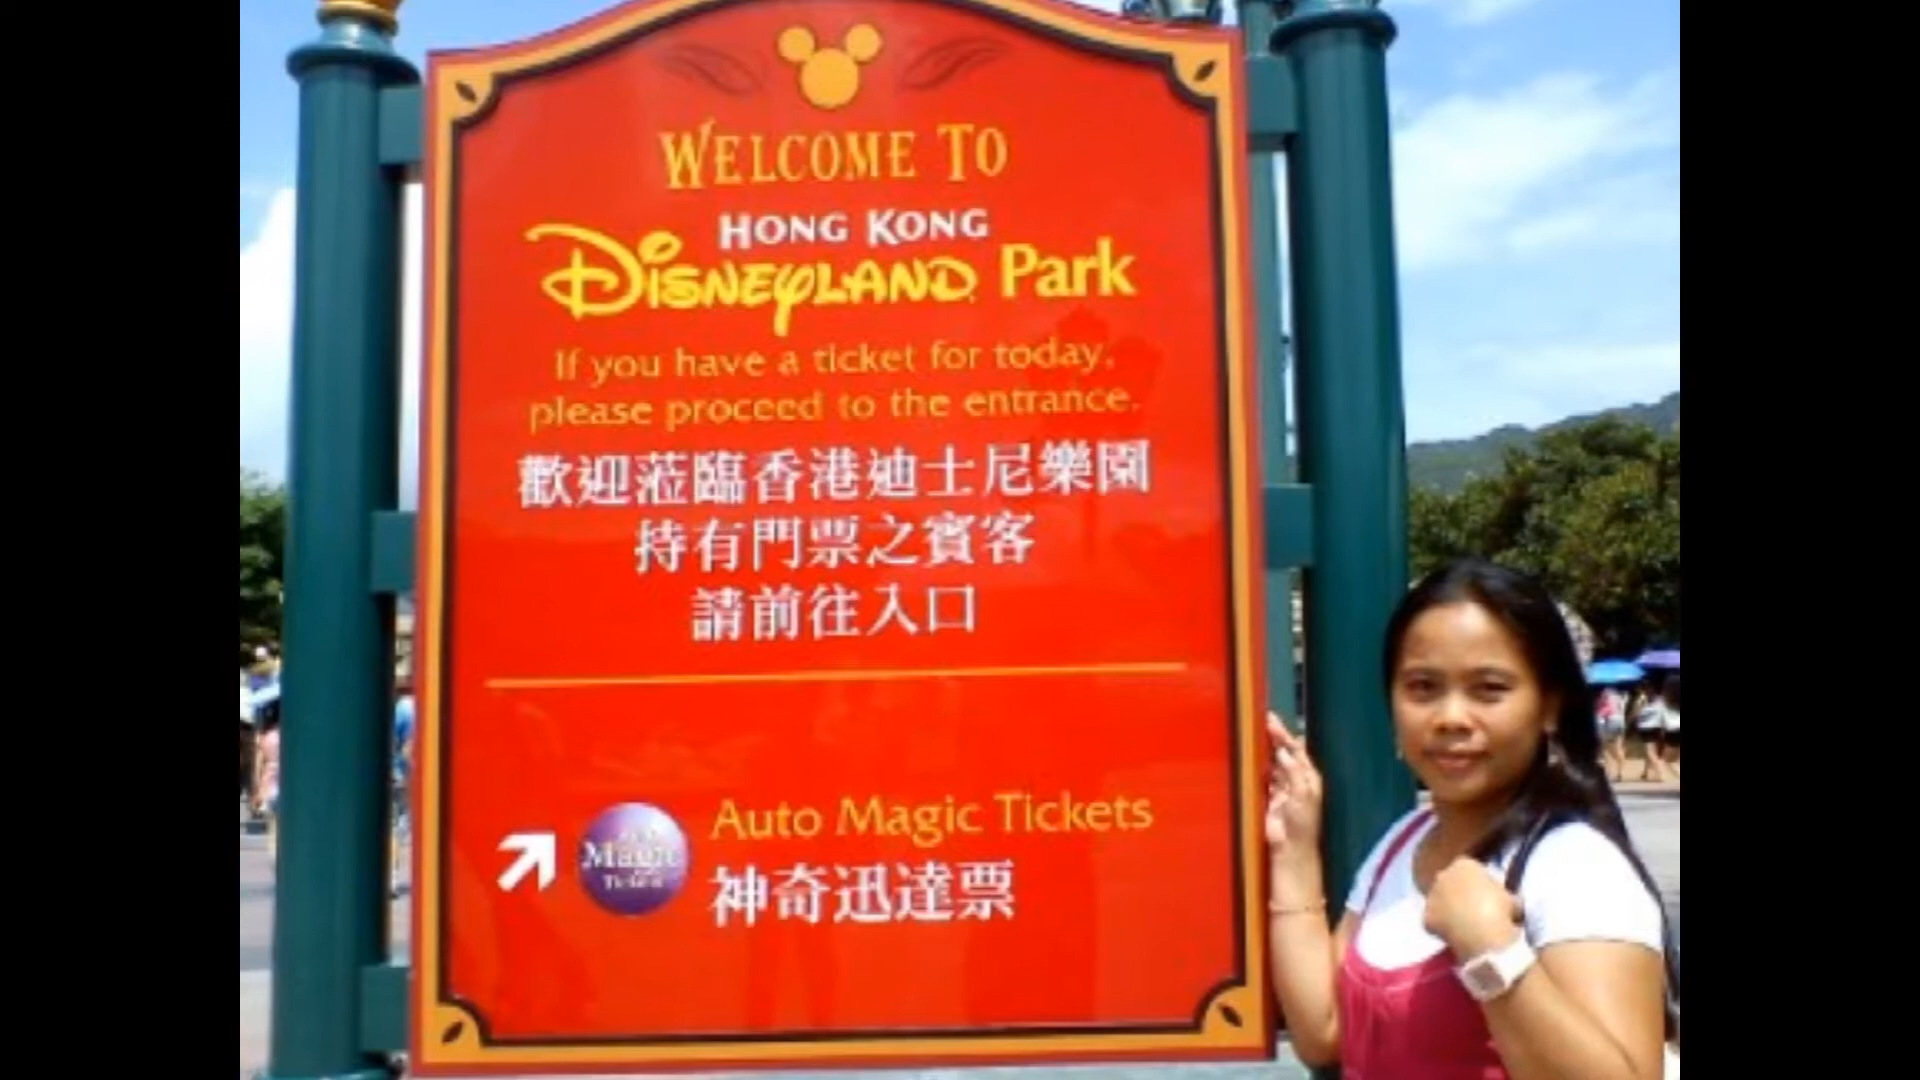 WELCOME TO
HONG KONG
DISNEYLAND Park
If you have a ticket for today,
please proceed to the entrance.
歡迎蒞臨香港迪士尼樂園
持有門票之賓客
請前往入口
Auto Magic Tickets
Magic
Tickets
神奇迅達票